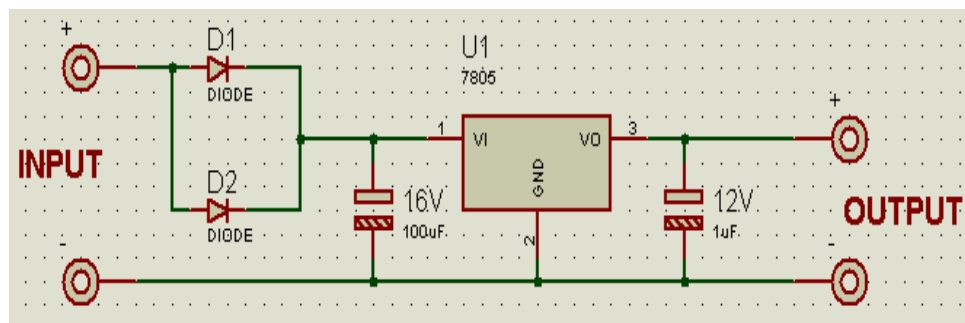 +
D1
DIODE
U1
7805
1
VI
VO
3
+
GND
2
INPUT
D2
DIODE
16V
100uF
12V
1uF
OUTPUT
-
-